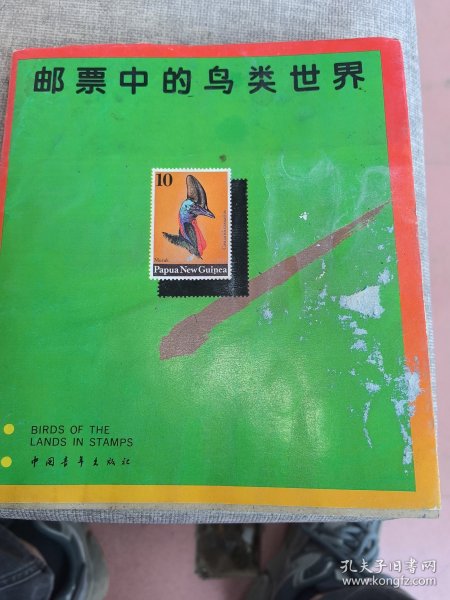 邮票中的鸟类世界
10
Muruk
Papua New Guinea
BIRDS OF THE
LANDS IN STAMPS
中国青年出版社
孔夫子旧书网
www.kongfz.com